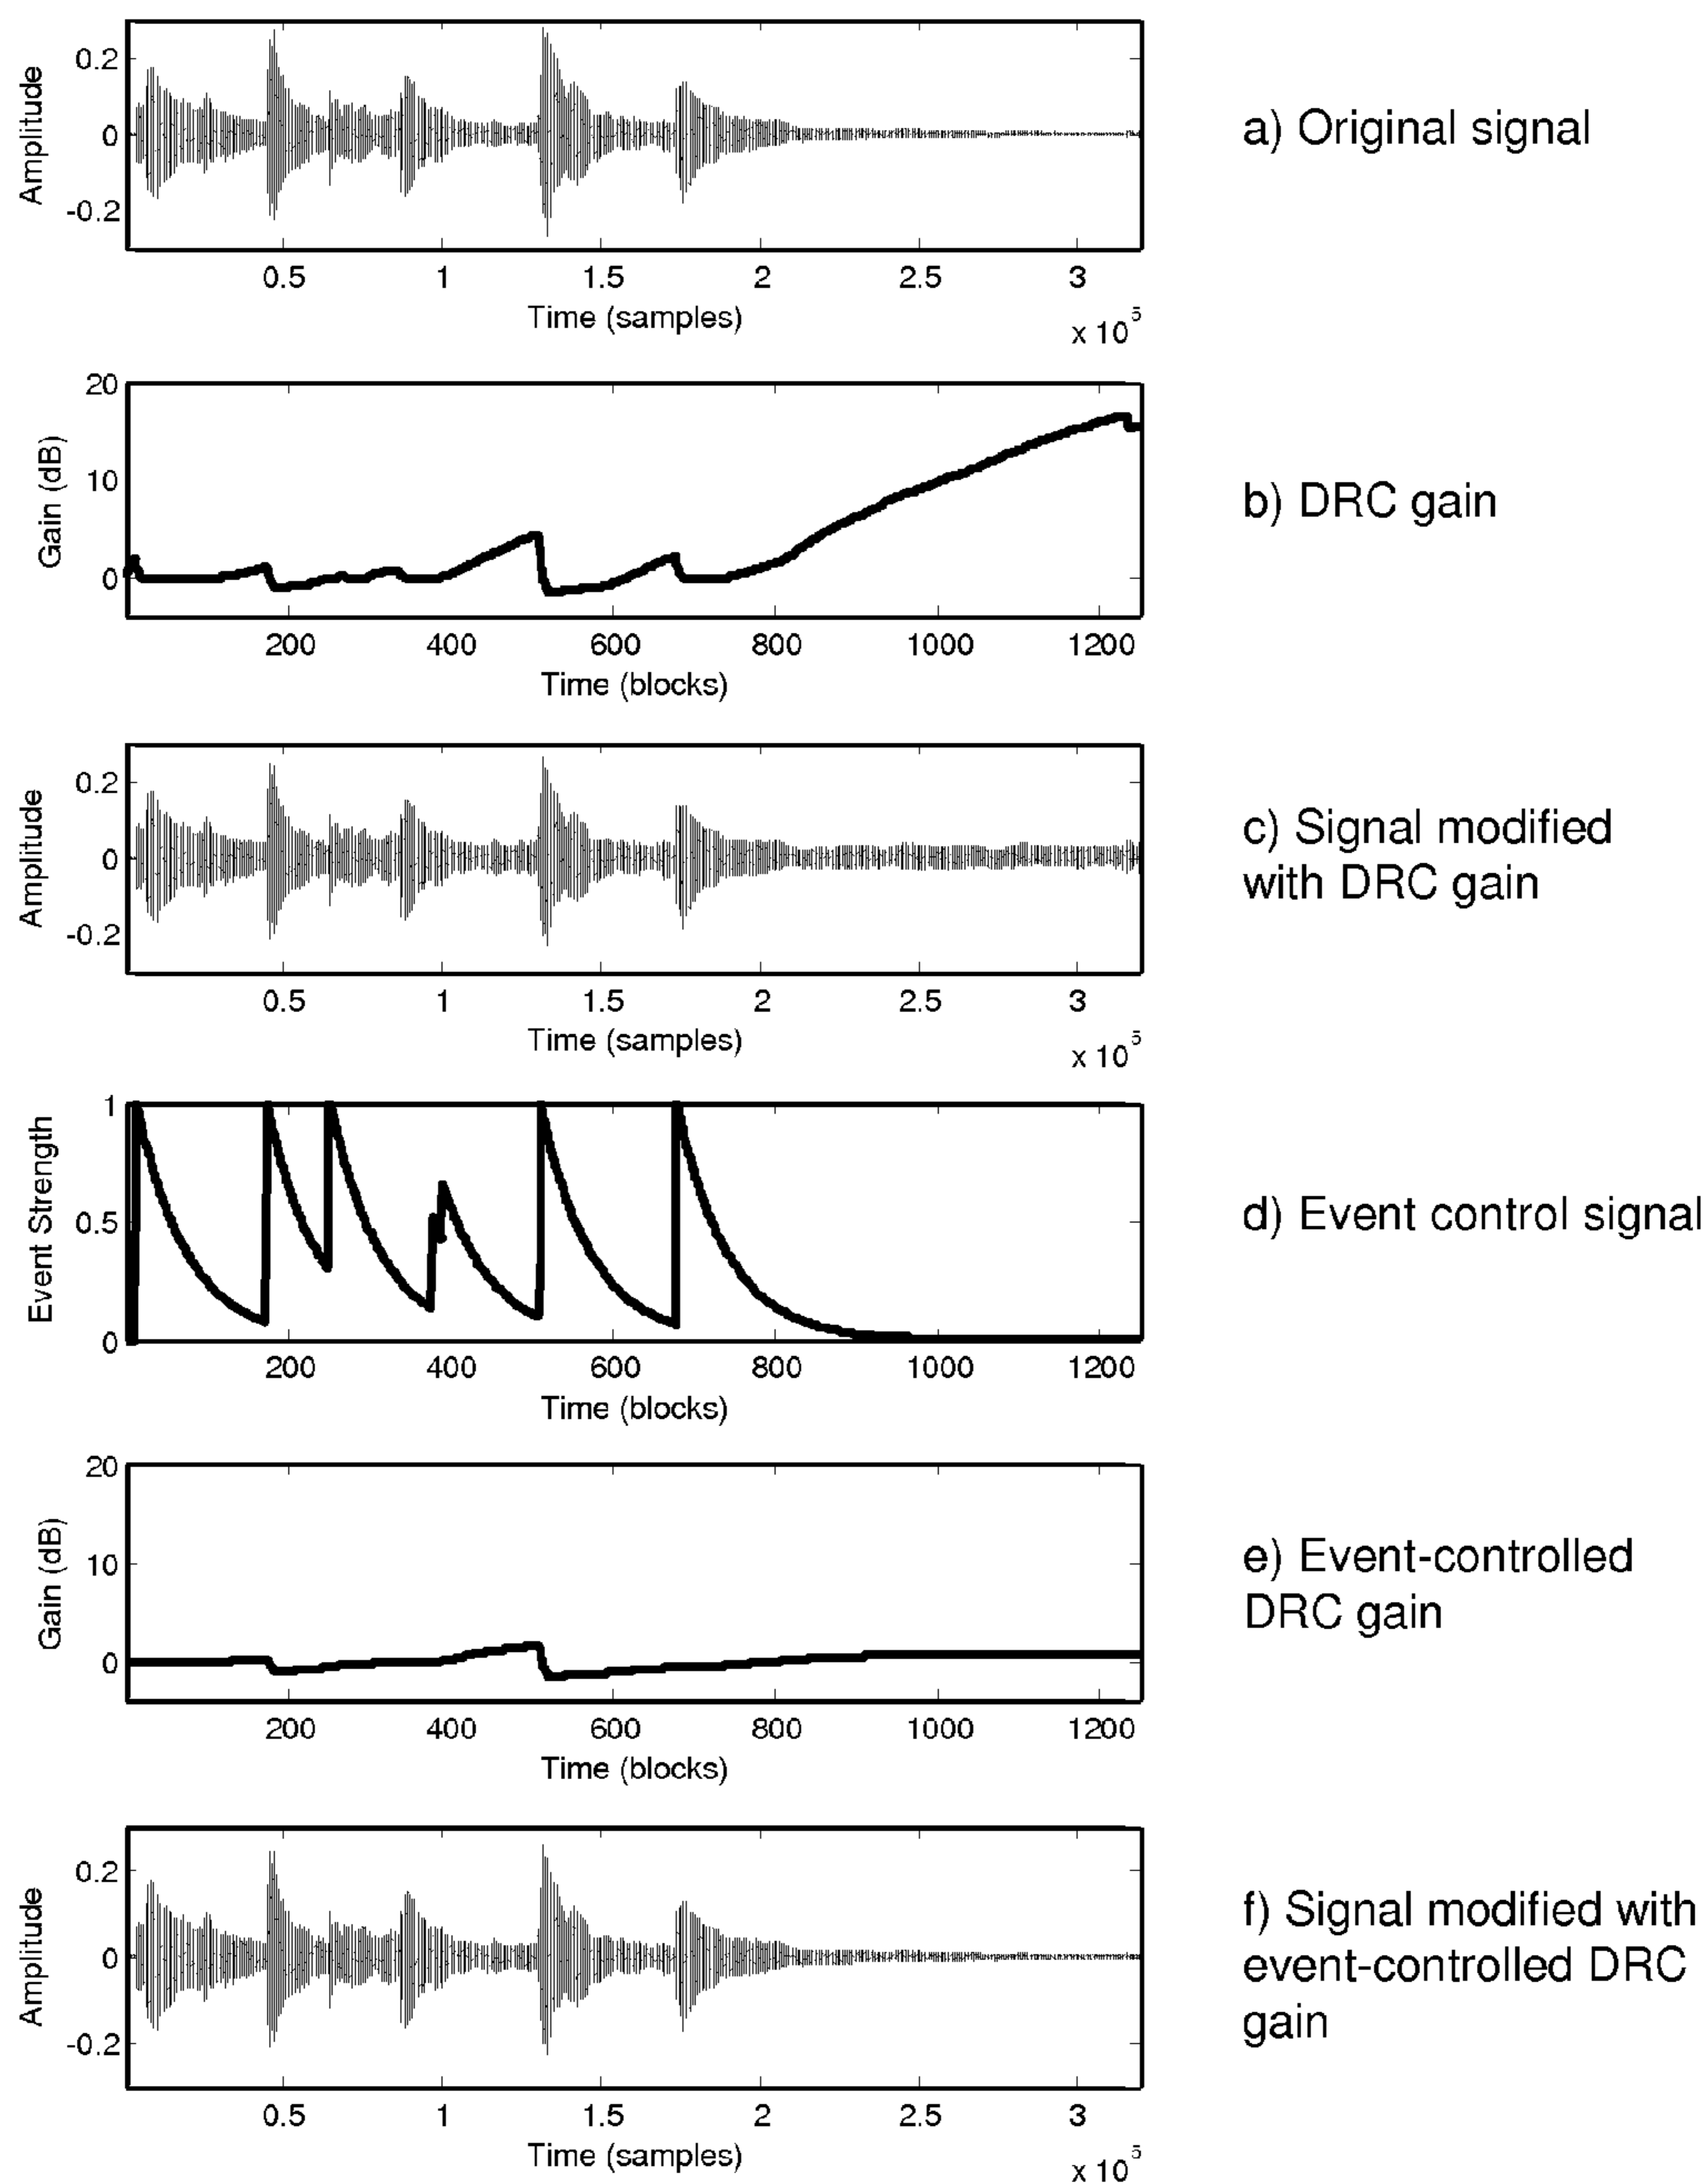 0.2
0
-0.2
Amplitude
0.5 1 1.5 2 2.5 3
Time (samples)
x 10^5
a) Original signal
20
10
0
Gain (dB)
200 400 600 800 1000 1200
Time (blocks)
b) DRC gain
0.2
0
-0.2
Amplitude
0.5 1 1.5 2 2.5 3
Time (samples)
x 10^5
c) Signal modified
with DRC gain
1
0.5
0
Event Strength
200 400 600 800 1000 1200
Time (blocks)
d) Event control signal
20
10
0
Gain (dB)
200 400 600 800 1000 1200
Time (blocks)
e) Event-controlled
DRC gain
0.2
0
-0.2
Amplitude
0.5 1 1.5 2 2.5 3
Time (samples)
x 10^5
f) Signal modified with
event-controlled DRC
gain